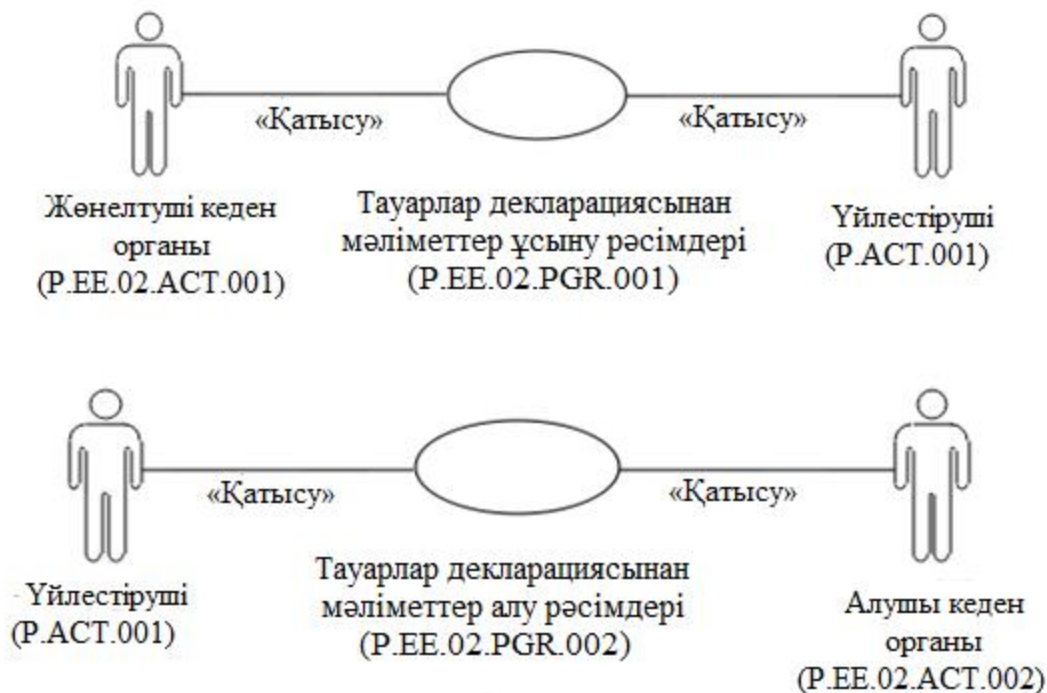 «Қатысу»
«Қатысу»
Жөнелтуші кеден
органы
(P.EE.02.ACT.001)
Тауарлар декларациясынан
мәліметтер ұсыну рәсімдері
(P.EE.02.PGR.001)
Үйлестіруші
(P.ACT.001)
«Қатысу»
«Қатысу»
Үйлестіруші
(P.ACT.001)
Тауарлар декларациясынан
мәліметтер алу рәсімдері
(P.EE.02.PGR.002)
Алушы кеден
органы
(P.EE.02.ACT.002)